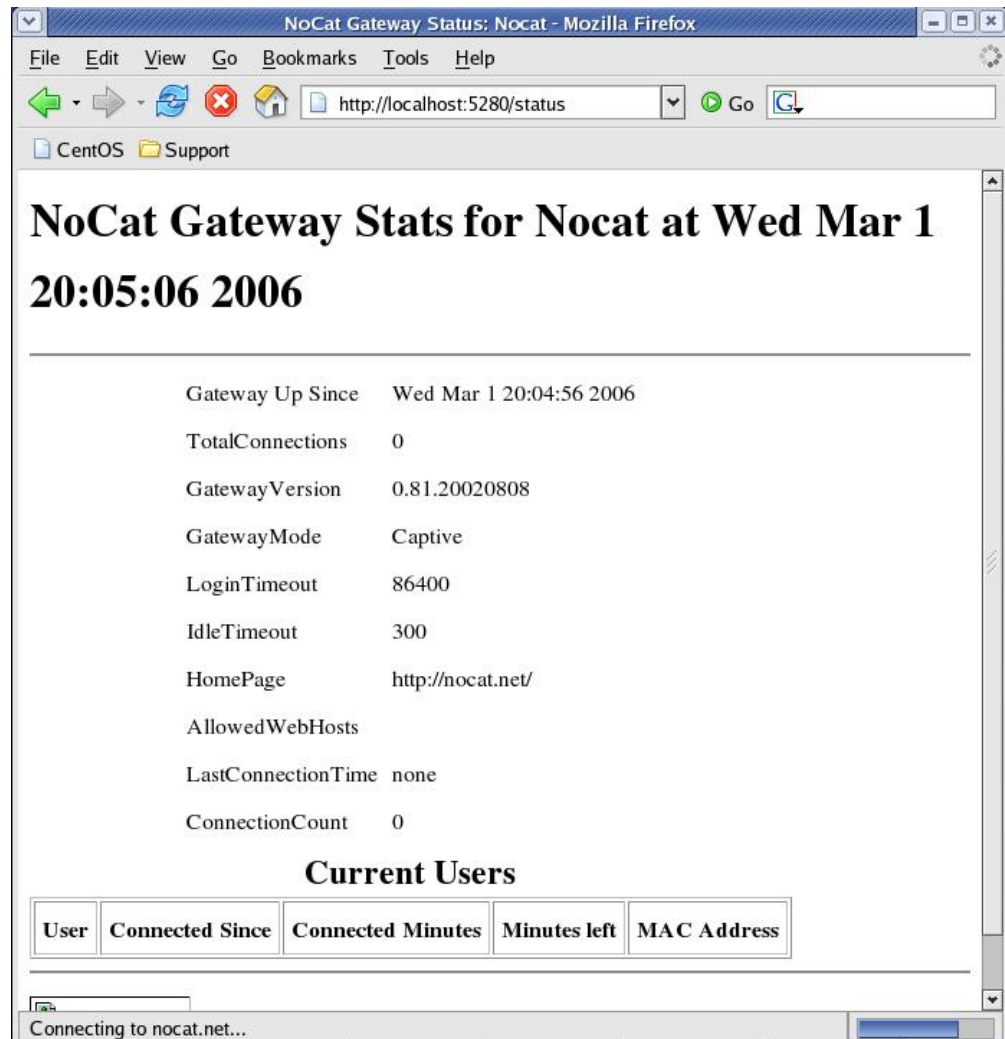 NoCat Gateway Status: Nocat - Mozilla Firefox
File Edit View Go Bookmarks Tools Help
http://localhost:5280/status Go G
CentOS Support
NoCat Gateway Stats for Nocat at Wed Mar 1
20:05:06 2006
Gateway Up Since Wed Mar 1 20:04:56 2006
TotalConnections 0
GatewayVersion 0.81.20020808
GatewayMode Captive
LoginTimeout 86400
IdleTimeout 300
HomePage http://nocat.net/
AllowedWebHosts
LastConnectionTime none
ConnectionCount 0
Current Users
User Connected Since Connected Minutes Minutes left MAC Address
Connecting to nocat.net...